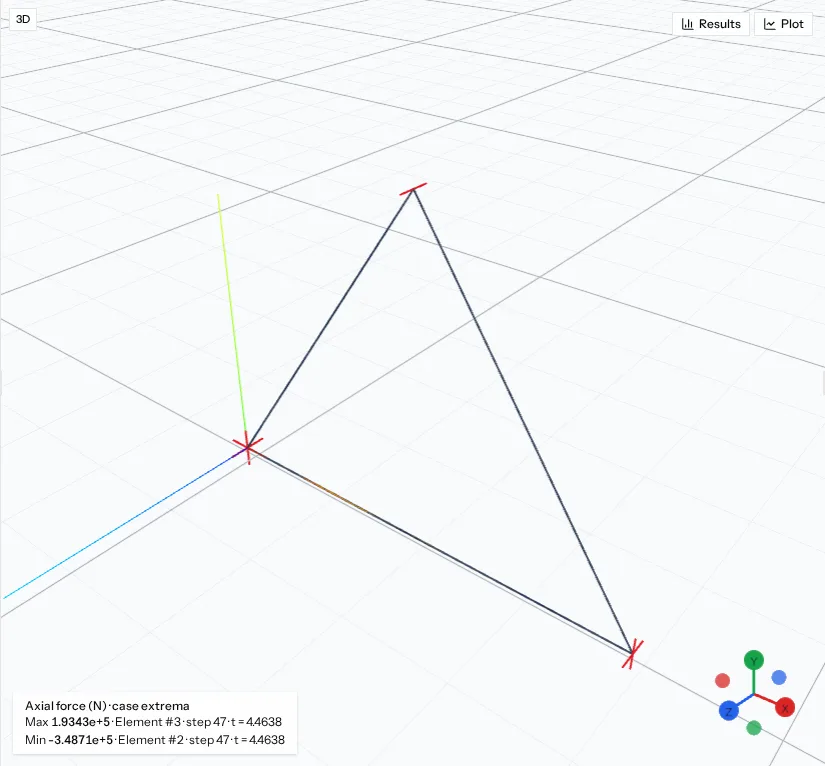 3D
Results
Plot
Y
Z
X
Axial force (N)·case extrema
Max 1.9343e+5·Element #3·step 47·t = 4.4638
Min -3.4871e+5·Element #2·step 47·t = 4.4638